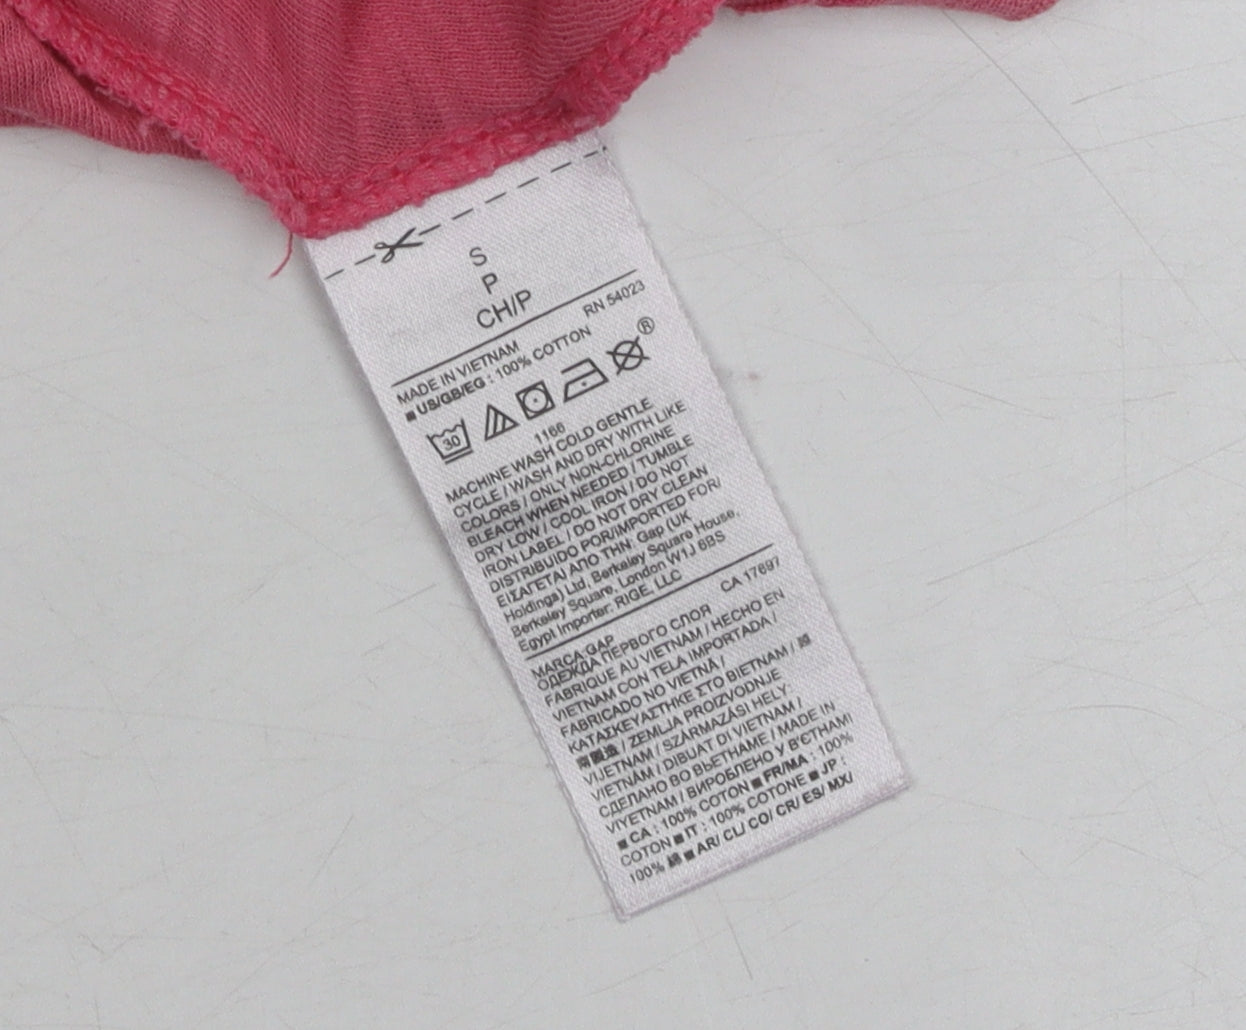 S
P
CH/P
RN 54023
MADE IN VIETNAM
■ US/GB/EG : 100% COTTON
30
®
1166
MACHINE WASH COLD GENTLE
CYCLE / WASH AND DRY WITH LIKE
COLORS / ONLY NON-CHLORINE
BLEACH WHEN NEEDED / TUMBLE
DRY LOW / COOL IRON / DO NOT
IRON LABEL / DO NOT DRY CLEAN
DISTRIBUIDO POR/IMPORTED FOR/
ΕΙΣΑΓΕΤΑΙ ΑΠΟ ΤΗΝ Gap (UK
Holdings) Ltd, Berkeley Square House,
Berkeley Square, London W1J 6BS
Egypt Importer: RIGE, LLC
CA 17697
MARCA GAP
ОДЕЖДА ПЕРВОГО СЛОЯ
FABRIQUÉ AU VIETNAM / HECHO EN
VIETNAM CON TELA IMPORTADA /
FABRICADO NO VIETNÃ /
ΚΑΤΑΣΚΕΥΑΣΤΗΚΕ ΣΤΟ ΒΙΕΤΝΑΜ /
/ ZEMLJA PROIZVODNJE
VIJETNAM / SZÁRMAZÁSI HELY:
VIETNÁM / DIBUAT DI VIETNAM /
СДЕЛАНО ВО ВЬЕТНАМЕ / MADE IN
VIYETNAM / ВИРОБЛЕНО У В'ЄТНАМІ
■ CA : 100% COTON ■ FR/MA : 100%
COTON ■ IT : 100% COTONE ■ JP :
100% 綿 ■ AR/ CL/ CO/ CR/ ES/ MX/